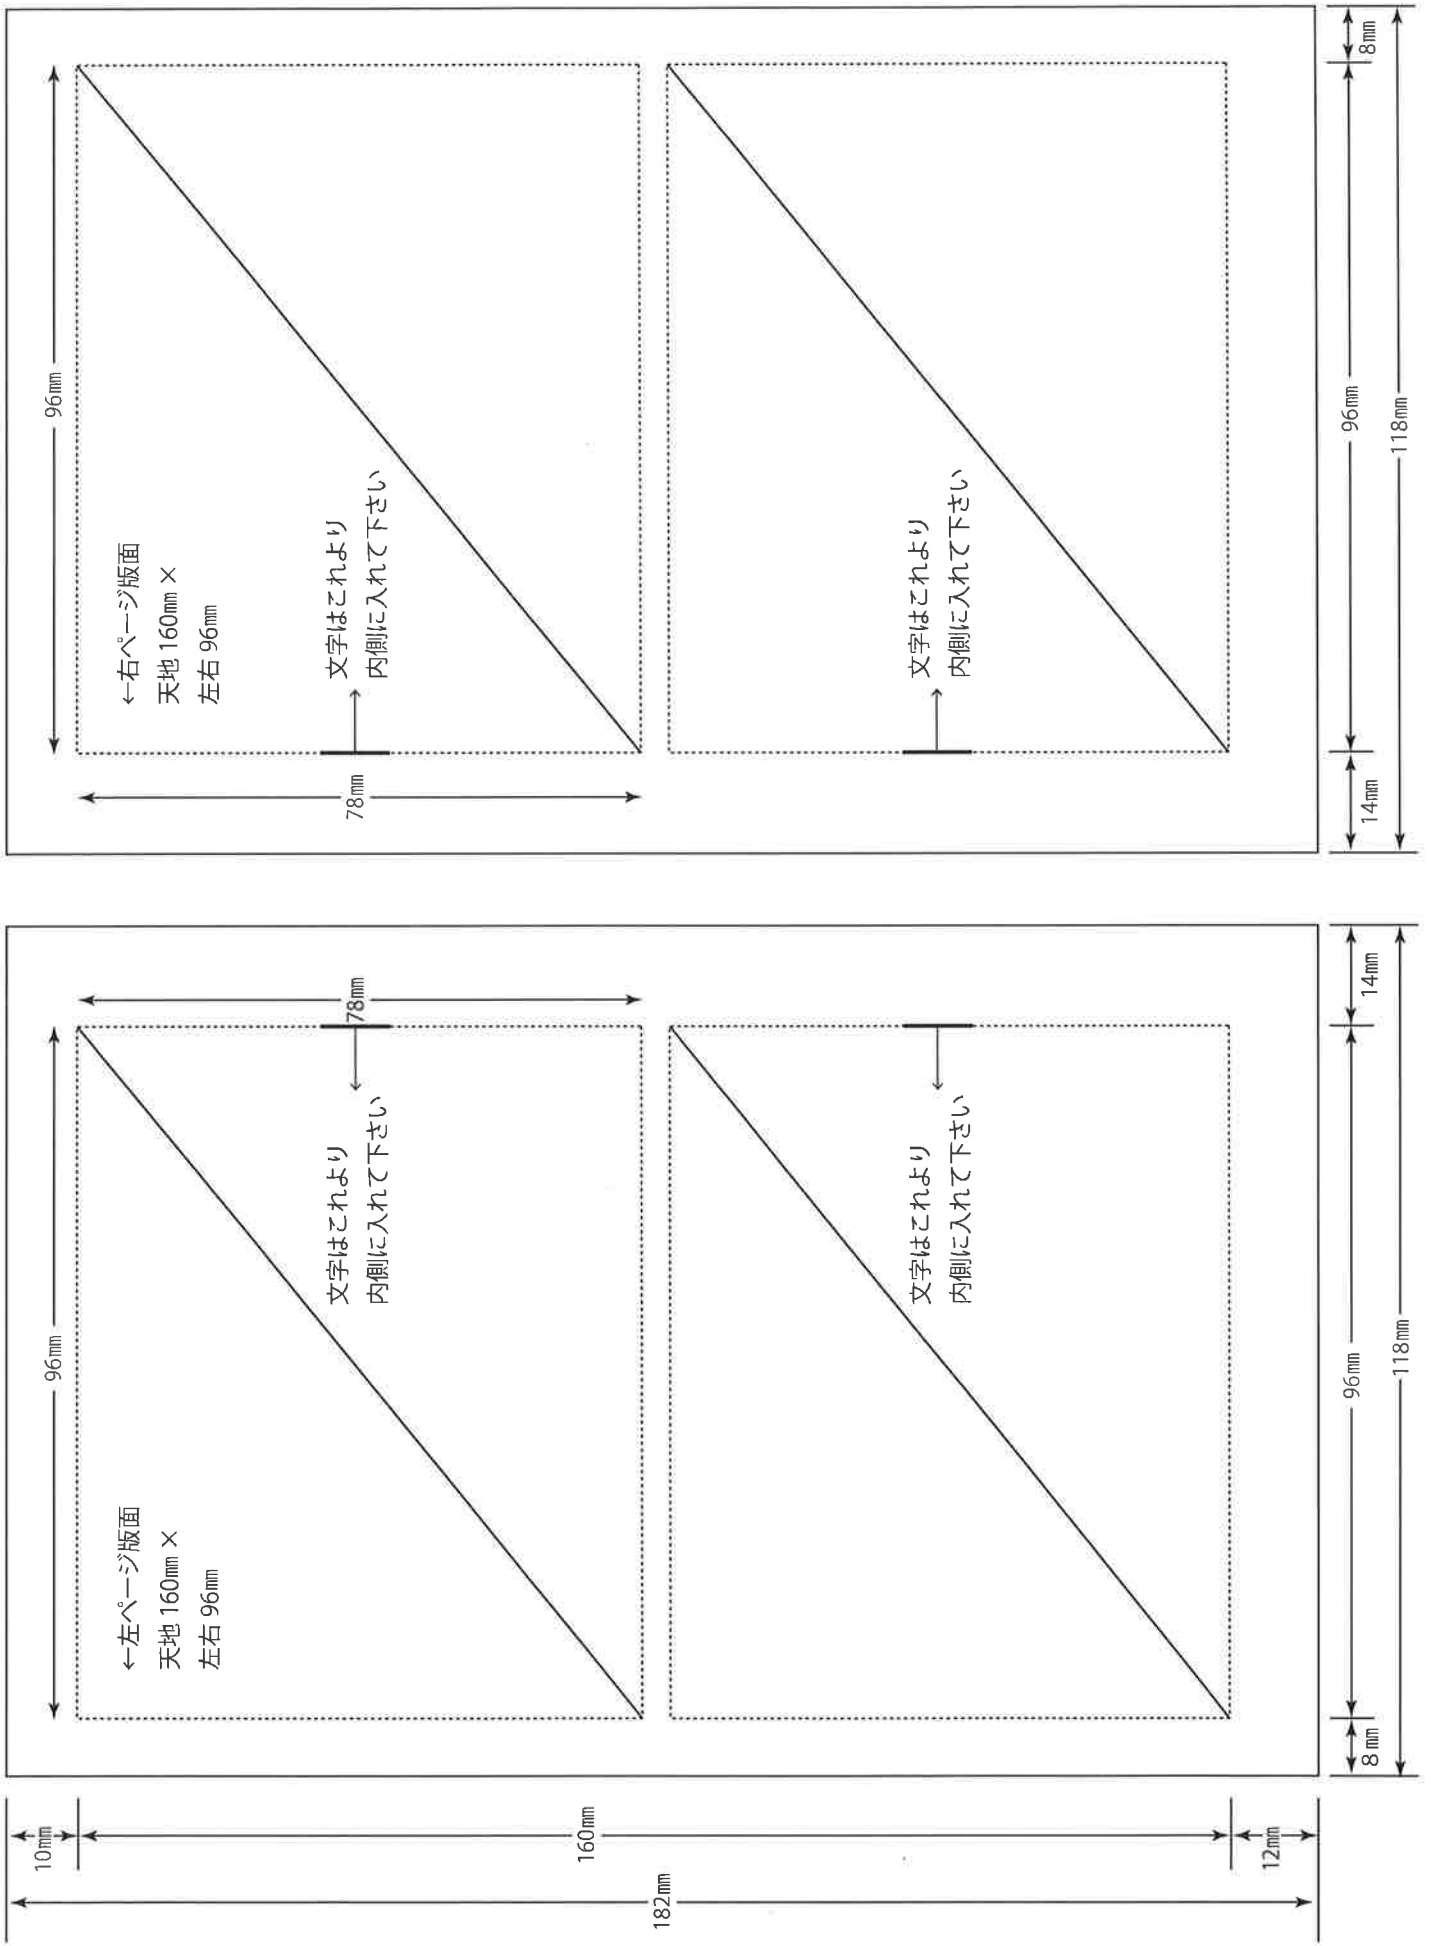 96mm
←左ページ版面
天地 160mm ×
左右 96mm
文字はこれより
内側に入れて下さい
78mm
文字はこれより
内側に入れて下さい
10mm
160mm
12mm
182mm
8mm
96mm
14mm
118mm
96mm
←右ページ版面
天地 160mm ×
左右 96mm
78mm
文字はこれより
内側に入れて下さい
文字はこれより
内側に入れて下さい
14mm
96mm
8mm
118mm